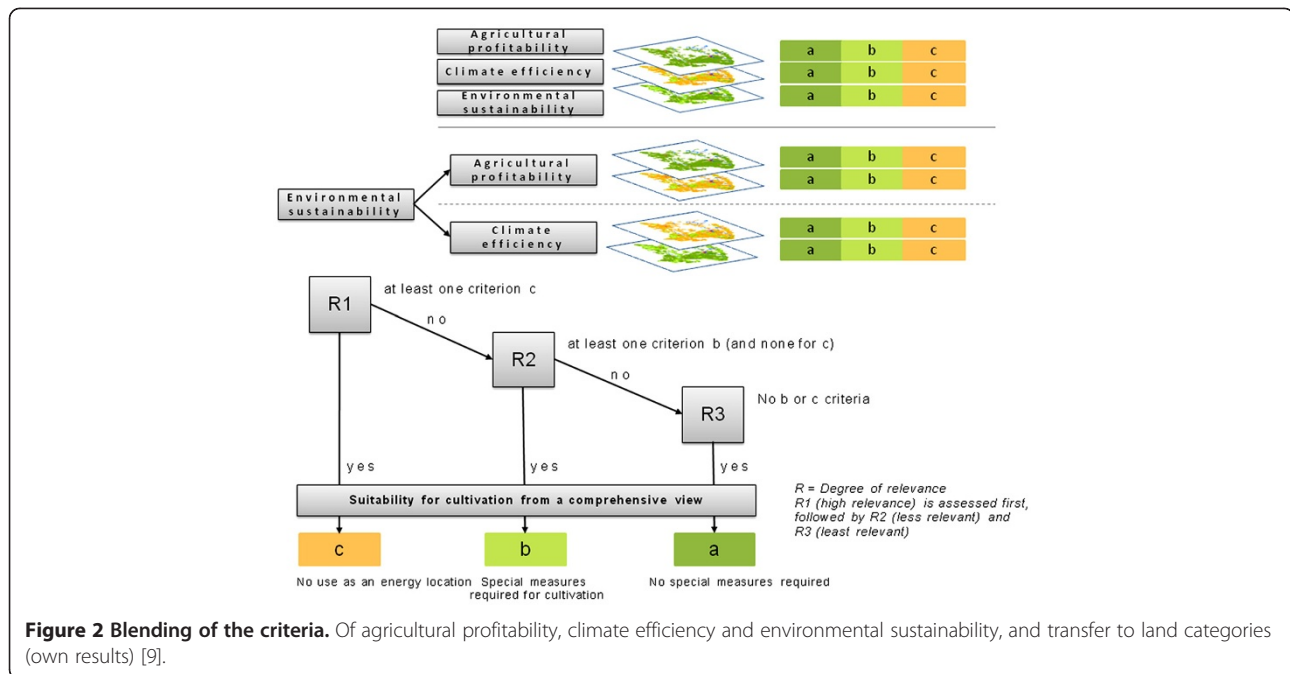 Agricultural
profitability
a b c
Climate efficiency
a b c
Environmental
sustainability
a b c
Environmental
sustainability
Agricultural
profitability
a b c
a b c
Climate
efficiency
a b c
a b c
R1
at least one criterion c
no
R2
at least one criterion b (and none for c)
no
R3
No b or c criteria
yes
yes
yes
Suitability for cultivation from a comprehensive view
R = Degree of relevance
R1 (high relevance) is assessed first,
followed by R2 (less relevant) and
R3 (least relevant)
c
b
a
No use as an energy location
Special measures
required for cultivation
No special measures required
Figure 2 Blending of the criteria. Of agricultural profitability, climate efficiency and environmental sustainability, and transfer to land categories
(own results) [9].